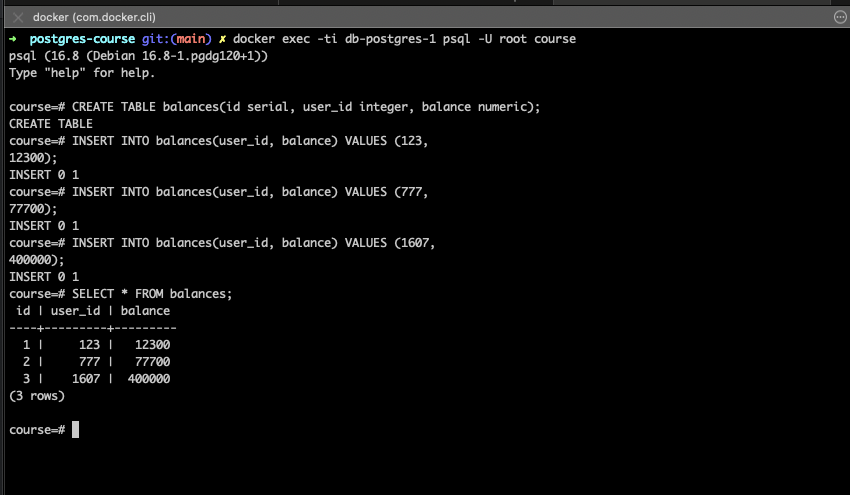 docker (com.docker.cli)
➜  postgres-course git:(main) ✗ docker exec -ti db-postgres-1 psql -U root course
psql (16.8 (Debian 16.8-1.pgdg120+1))
Type "help" for help.

course=# CREATE TABLE balances(id serial, user_id integer, balance numeric);
CREATE TABLE
course=# INSERT INTO balances(user_id, balance) VALUES (123,
12300);
INSERT 0 1
course=# INSERT INTO balances(user_id, balance) VALUES (777,
77700);
INSERT 0 1
course=# INSERT INTO balances(user_id, balance) VALUES (1607,
400000);
INSERT 0 1
course=# SELECT * FROM balances;
 id | user_id | balance
----+---------+---------
  1 |     123 |   12300
  2 |     777 |   77700
  3 |    1607 |  400000
(3 rows)

course=#